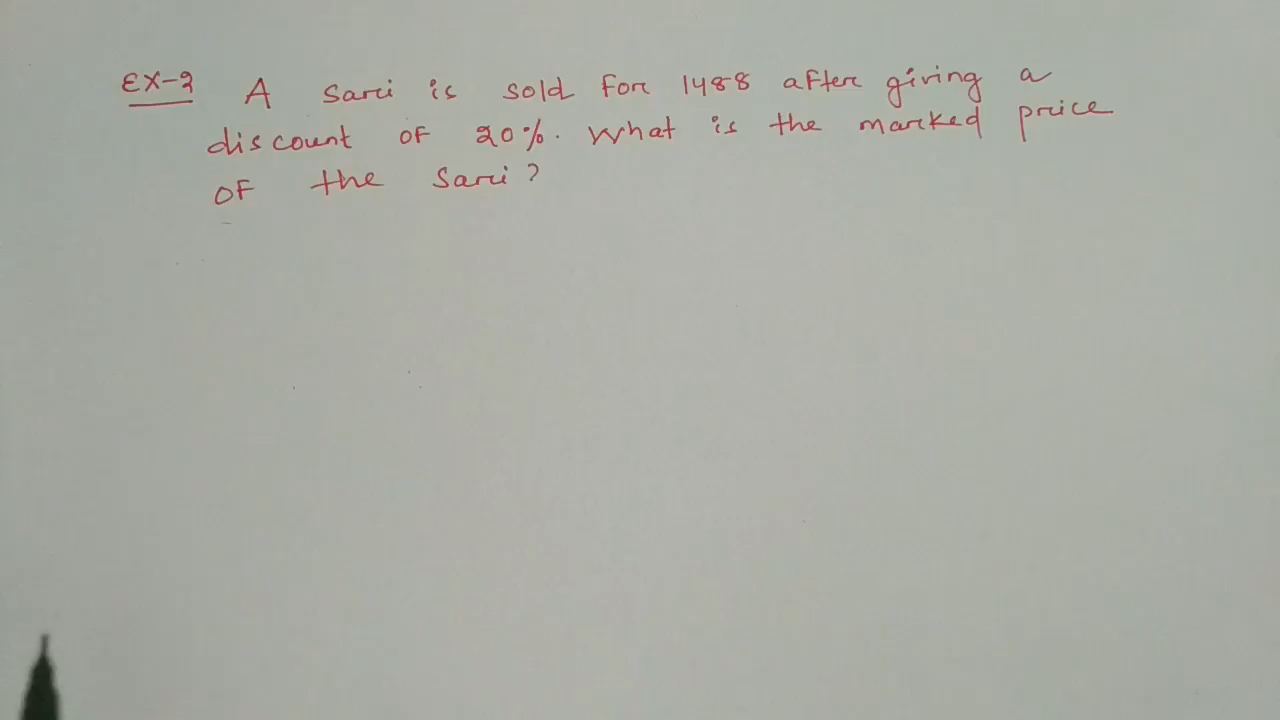 Ex-2 A Sari is sold for 1488 after giving a
discount of 20%. What is the marked price
of the Sari?